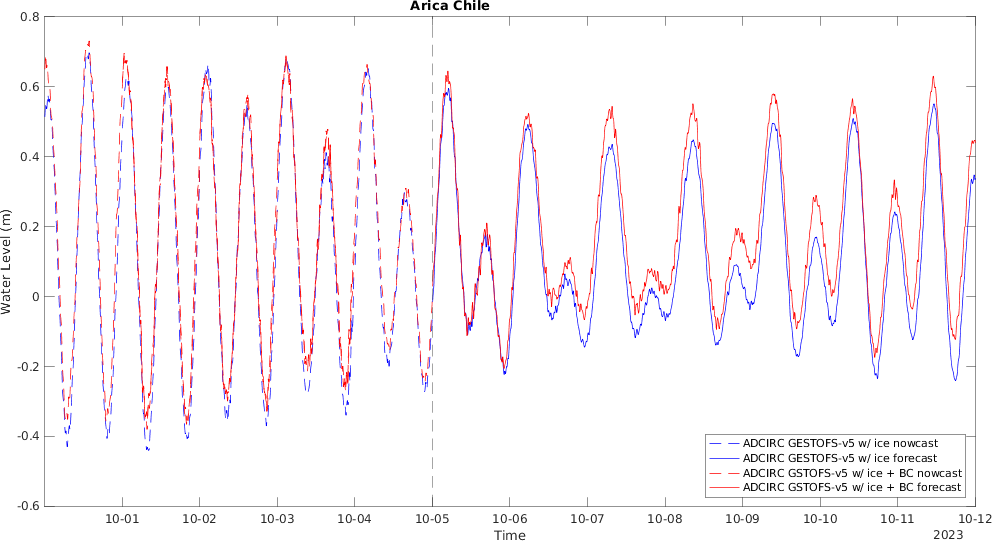 Arica Chile
Water Level (m)
0.8
0.6
0.4
0.2
0
-0.2
-0.4
-0.6
10-01 10-02 10-03 10-04 10-05 10-06 10-07 10-08 10-09 10-10 10-11 10-12
Time
2023
ADCIRC GESTOFS-v5 w/ ice nowcast
ADCIRC GESTOFS-v5 w/ ice forecast
ADCIRC GSTOFS-v5 w/ ice + BC nowcast
ADCIRC GSTOFS-v5 w/ ice + BC forecast